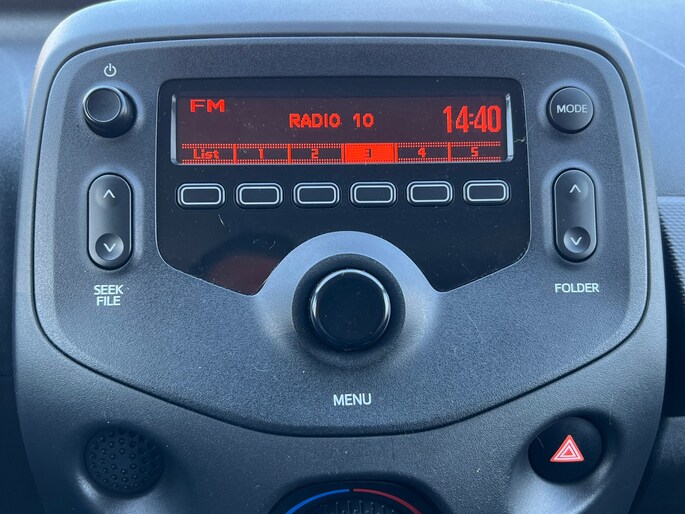 FM
RADIO 10
14:40
List 1 2 3 4 5
MODE
SEEK
FILE
FOLDER
MENU